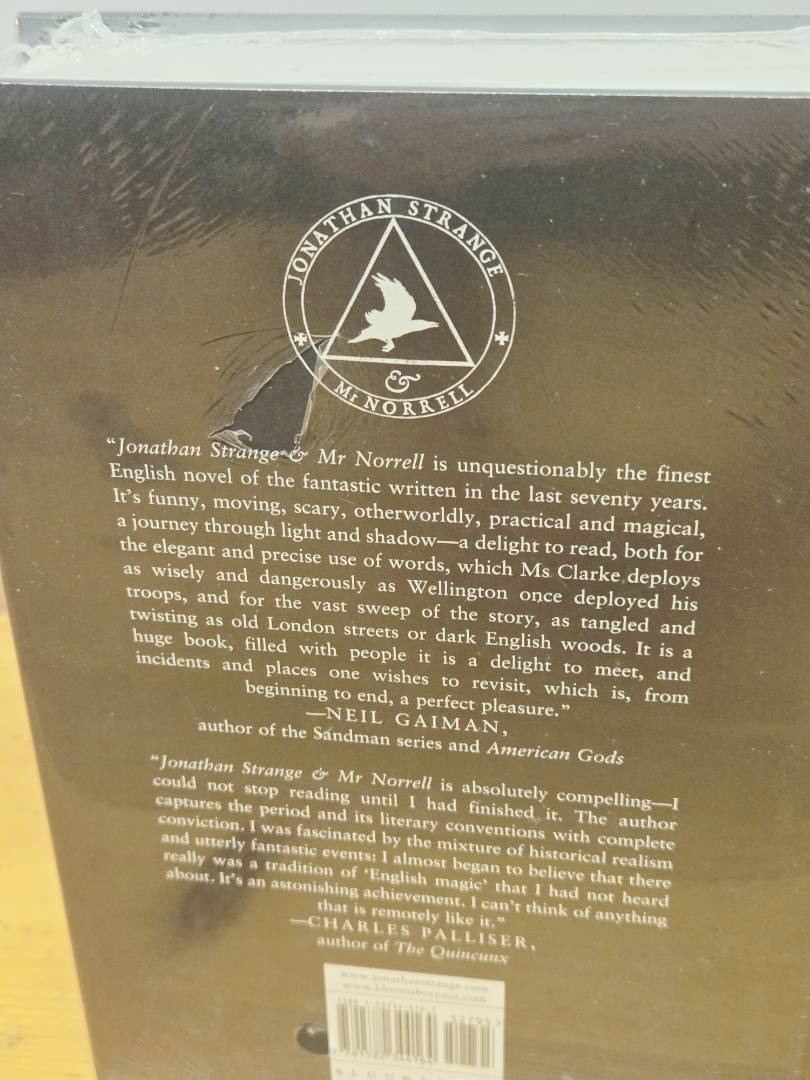 JONATHAN STRANGE
&
Mr NORRELL
“Jonathan Strange & Mr Norrell is unquestionably the finest
English novel of the fantastic written in the last seventy years.
It's funny, moving, scary, otherworldly, practical and magical,
a journey through light and shadow—a delight to read, both for
the elegant and precise use of words, which Ms Clarke deploys
as wisely and dangerously as Wellington once deployed his
troops, and for the vast sweep of the story, as tangled and
twisting as old London streets or dark English woods. It is a
huge book, filled with people it is a delight to meet, and
incidents and places one wishes to revisit, which is, from
beginning to end, a perfect pleasure.”
—NEIL GAIMAN,
author of the Sandman series and American Gods
“Jonathan Strange & Mr Norrell is absolutely compelling—I
could not stop reading until I had finished it. The author
captures the period and its literary conventions with complete
conviction. I was fascinated by the mixture of historical realism
and utterly fantastic events: I almost began to believe that there
really was a tradition of ‘English magic’ that I had not heard
about. It's an astonishing achievement. I can't think of anything
that is remotely like it.”
—CHARLES PALLISER,
author of The Quincunx
www.jonathanstrange.com
www.bloomsburyusa.com
52795>